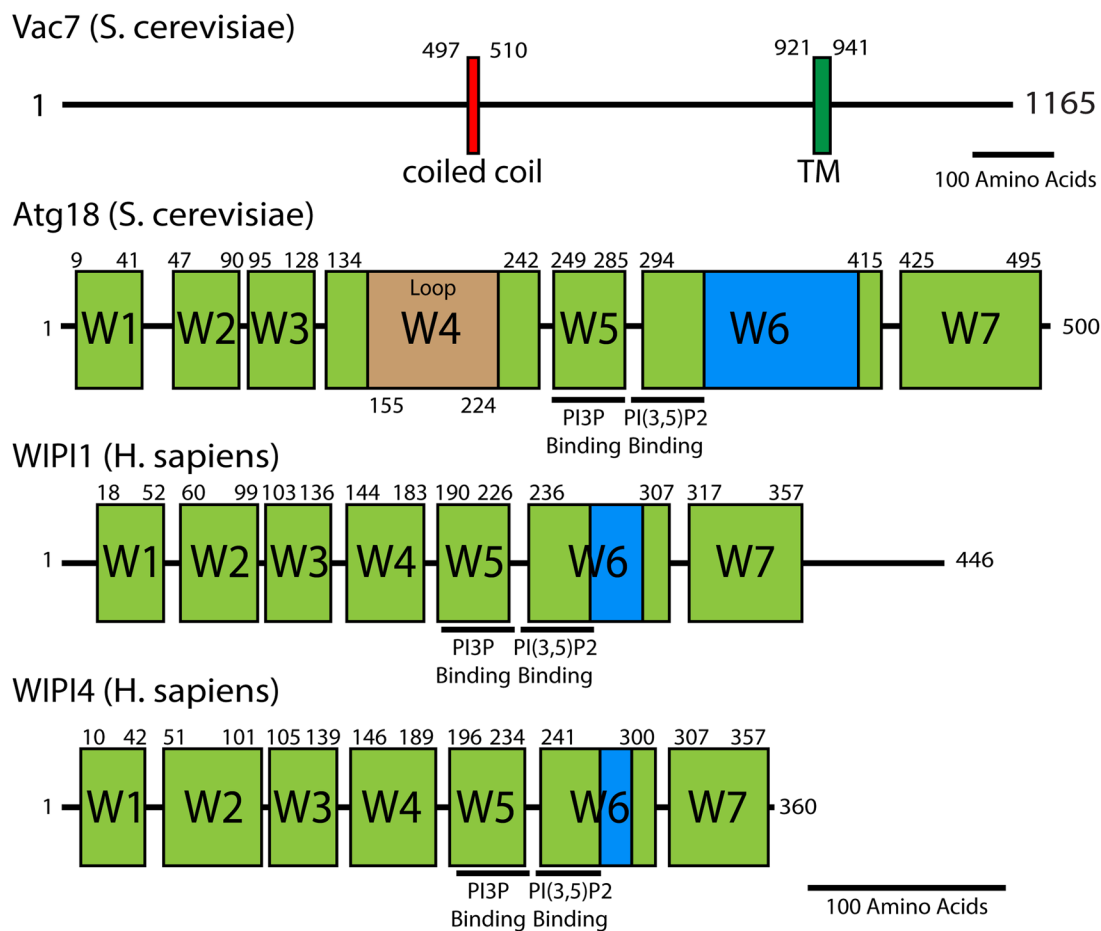 Vac7 (S. cerevisiae)
497 510 921 941
1 1165
coiled coil TM
100 Amino Acids
Atg18 (S. cerevisiae)
9 41 47 90 95 128 134 242 249 285 294 415 425 495
Loop
1 W1 W2 W3 W4 W5 W6 W7 500
155 224
PI3P PI(3,5)P2
Binding Binding
WIPI1 (H. sapiens)
18 52 60 99 103 136 144 183 190 226 236 307 317 357
1 W1 W2 W3 W4 W5 W6 W7 446
PI3P PI(3,5)P2
Binding Binding
WIPI4 (H. sapiens)
10 42 51 101 105 139 146 189 196 234 241 300 307 357
1 W1 W2 W3 W4 W5 W6 W7 360
PI3P PI(3,5)P2
Binding Binding
100 Amino Acids